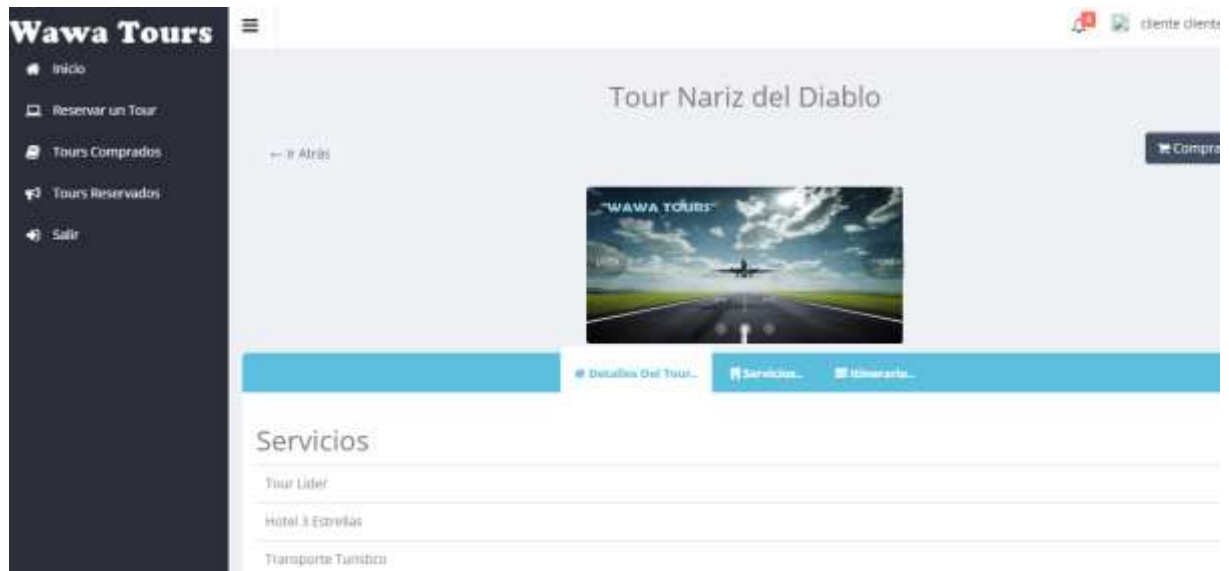 Wawa Tours
cliente cliente
Inicio
Reservar un Tour
Tours Comprados
Tours Reservados
Salir
Tour Nariz del Diablo
← Ir Atrás
Compra
"WAWA TOURS"
Detalles Del Tour..
Servicios..
Itinerario..
Servicios
Tour Lider
Hotel 3 Estrellas
Transporte Turistico